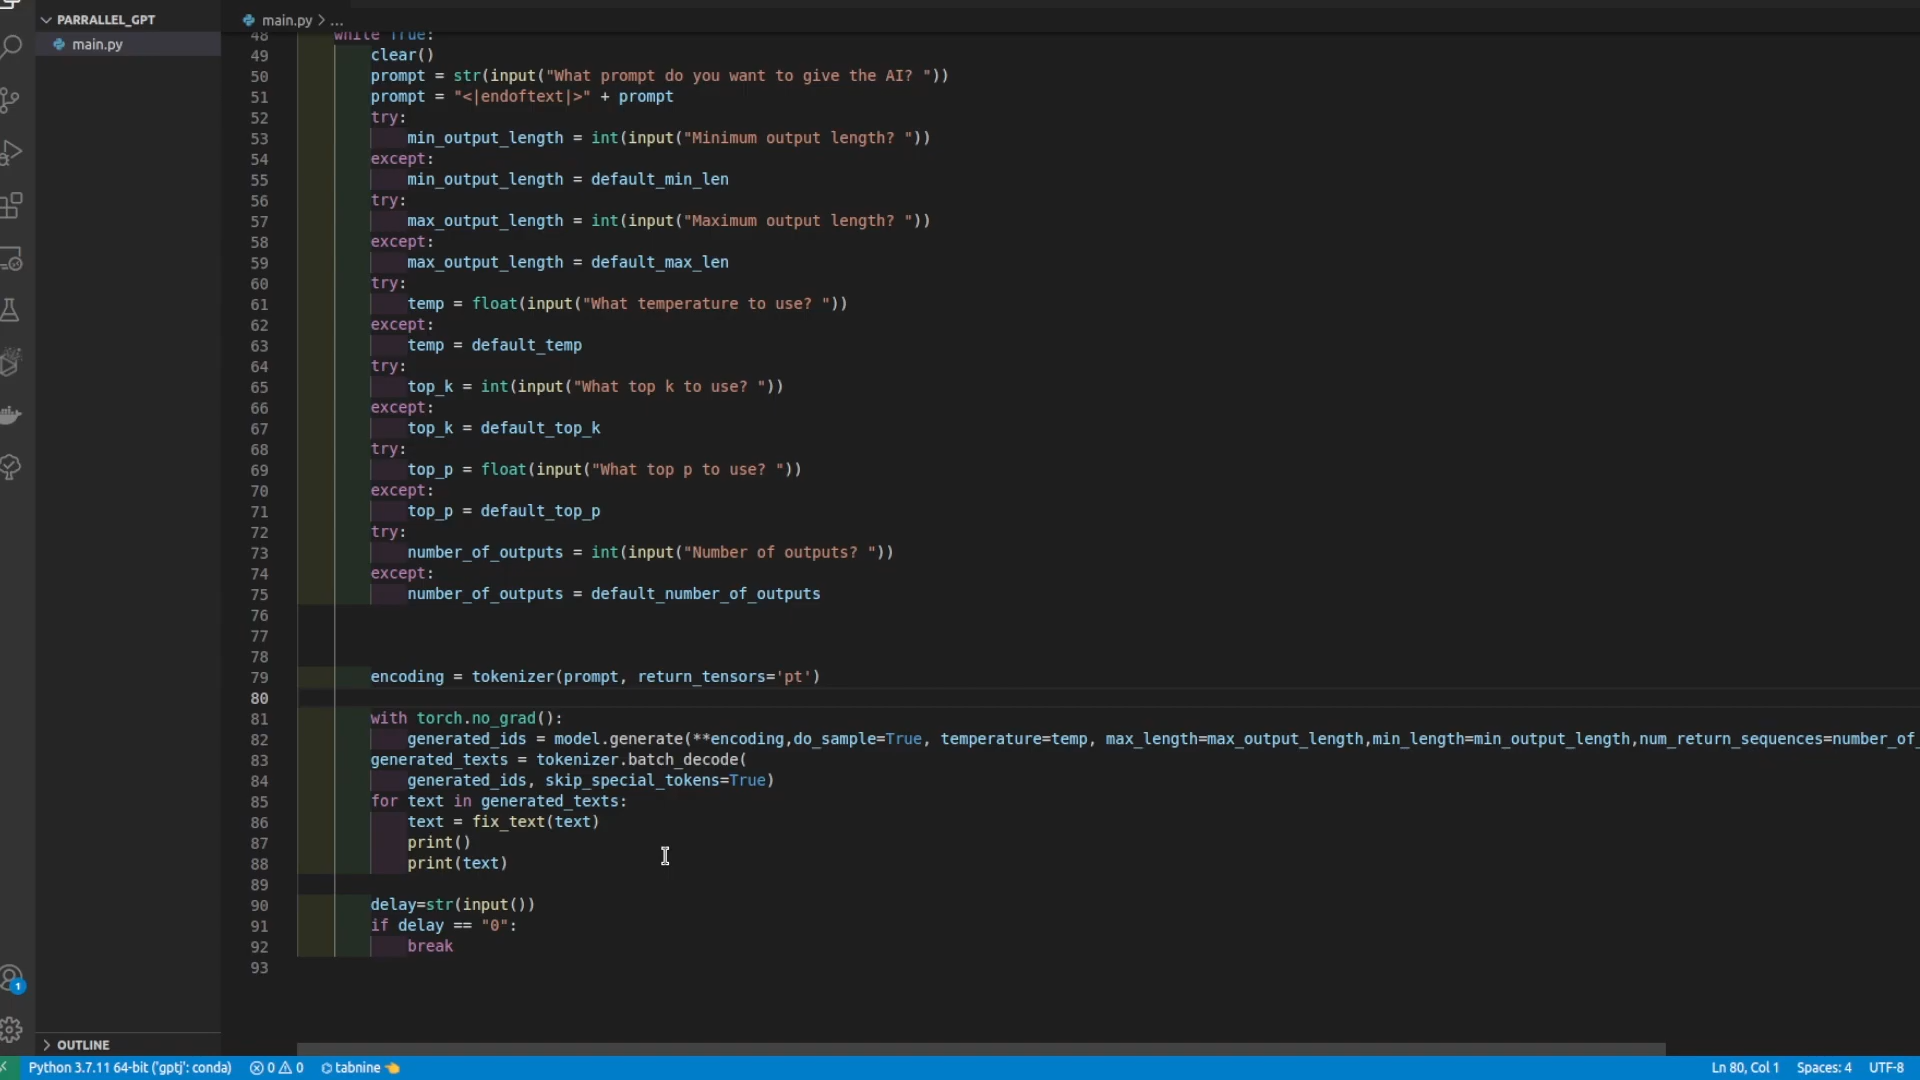 PARRALLEL_GPT
main.py
main.py > ...
48 while True:
49 clear()
50 prompt = str(input("What prompt do you want to give the AI? "))
51 prompt = "<|endoftext|>" + prompt
52 try:
53 min_output_length = int(input("Minimum output length? "))
54 except:
55 min_output_length = default_min_len
56 try:
57 max_output_length = int(input("Maximum output length? "))
58 except:
59 max_output_length = default_max_len
60 try:
61 temp = float(input("What temperature to use? "))
62 except:
63 temp = default_temp
64 try:
65 top_k = int(input("What top k to use? "))
66 except:
67 top_k = default_top_k
68 try:
69 top_p = float(input("What top p to use? "))
70 except:
71 top_p = default_top_p
72 try:
73 number_of_outputs = int(input("Number of outputs? "))
74 except:
75 number_of_outputs = default_number_of_outputs
76
77
78
79 encoding = tokenizer(prompt, return_tensors='pt')
80
81 with torch.no_grad():
82 generated_ids = model.generate(**encoding,do_sample=True, temperature=temp, max_length=max_output_length,min_length=min_output_length,num_return_sequences=number_of_
83 generated_texts = tokenizer.batch_decode(
84 generated_ids, skip_special_tokens=True)
85 for text in generated_texts:
86 text = fix_text(text)
87 print()
88 print(text)
89
90 delay=str(input())
91 if delay == "0":
92 break
93
1
OUTLINE
Python 3.7.11 64-bit ('gptj': conda) 0 0 tabnine Ln 80, Col 1 Spaces: 4 UTF-8